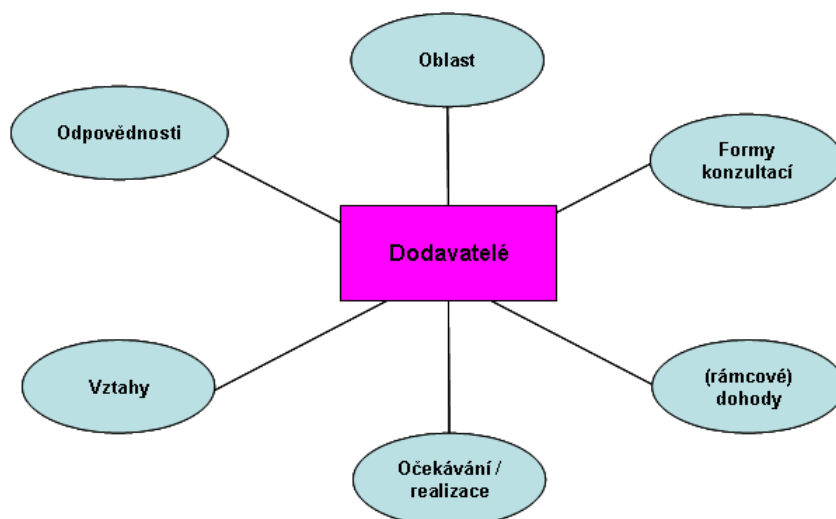 Oblast
Odpovědnosti
Formy
konzultací
Dodavatelé
Vztahy
(rámcové)
dohody
Očekávání /
realizace